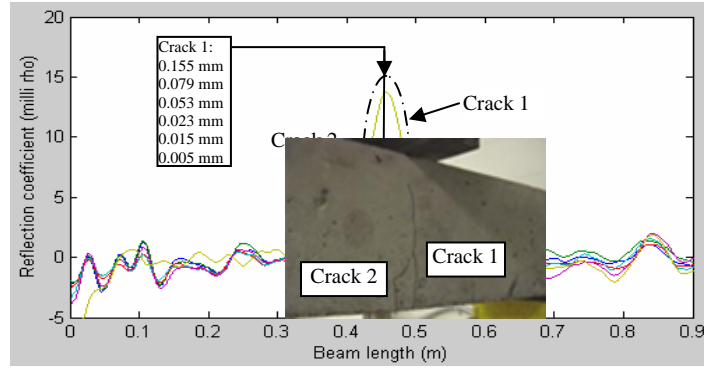 20
15
10
5
0
-5
Reflection coefficient (milli rho)
Crack 1:
0.155 mm
0.079 mm
0.053 mm
0.023 mm
0.015 mm
0.005 mm
Crack 1
Crack 2
Crack 1
Crack 2
0 0.1 0.2 0.3 0.4 0.5 0.6 0.7 0.8 0.9
Beam length (m)